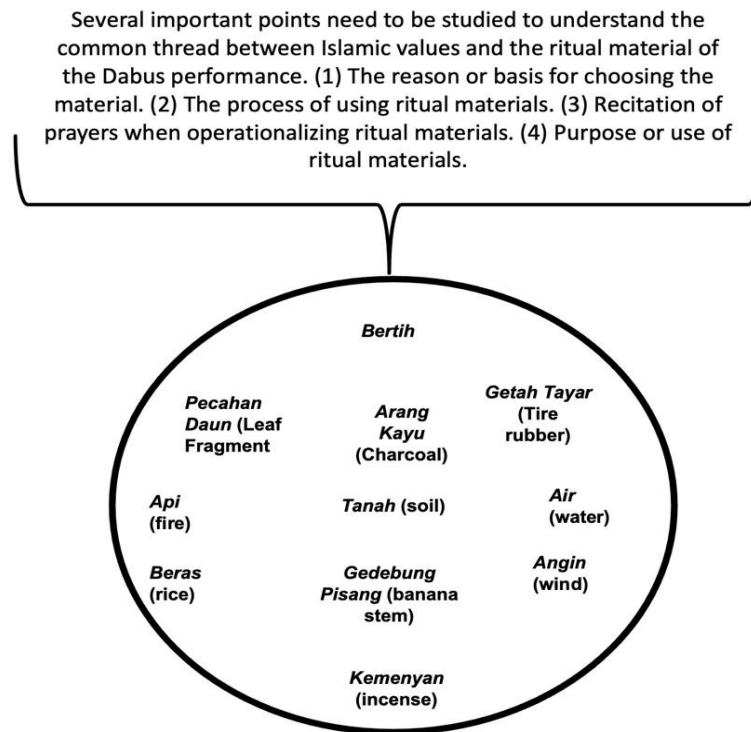 Several important points need to be studied to understand the
common thread between Islamic values and the ritual material of
the Dabus performance. (1) The reason or basis for choosing the
material. (2) The process of using ritual materials. (3) Recitation of
prayers when operationalizing ritual materials. (4) Purpose or use of
ritual materials.
Bertih
Pecahan
Daun (Leaf
Fragment
Arang
Kayu
(Charcoal)
Getah Tayar
(Tire
rubber)
Api
(fire)
Tanah (soil)
Air
(water)
Beras
(rice)
Gedebung
Pisang (banana
stem)
Angin
(wind)
Kemenyan
(incense)